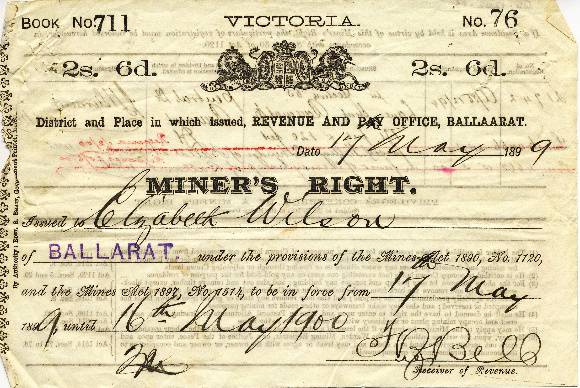 BOOK No. 711 VICTORIA. No. 76
2s. 6d. 2s. 6d.
District and Place in which issued, REVENUE AND PAY OFFICE, BALLAARAT.
Date 17 May 1899
MINER'S RIGHT.
Issued to Elizabeth Wilson
of BALLARAT. under the provisions of the Mines Act 1890, No. 1120,
and the Mines Act 1897, No. 1514, to be in force from 17th May
1899 until 16th May 1900
Receiver of Revenue.